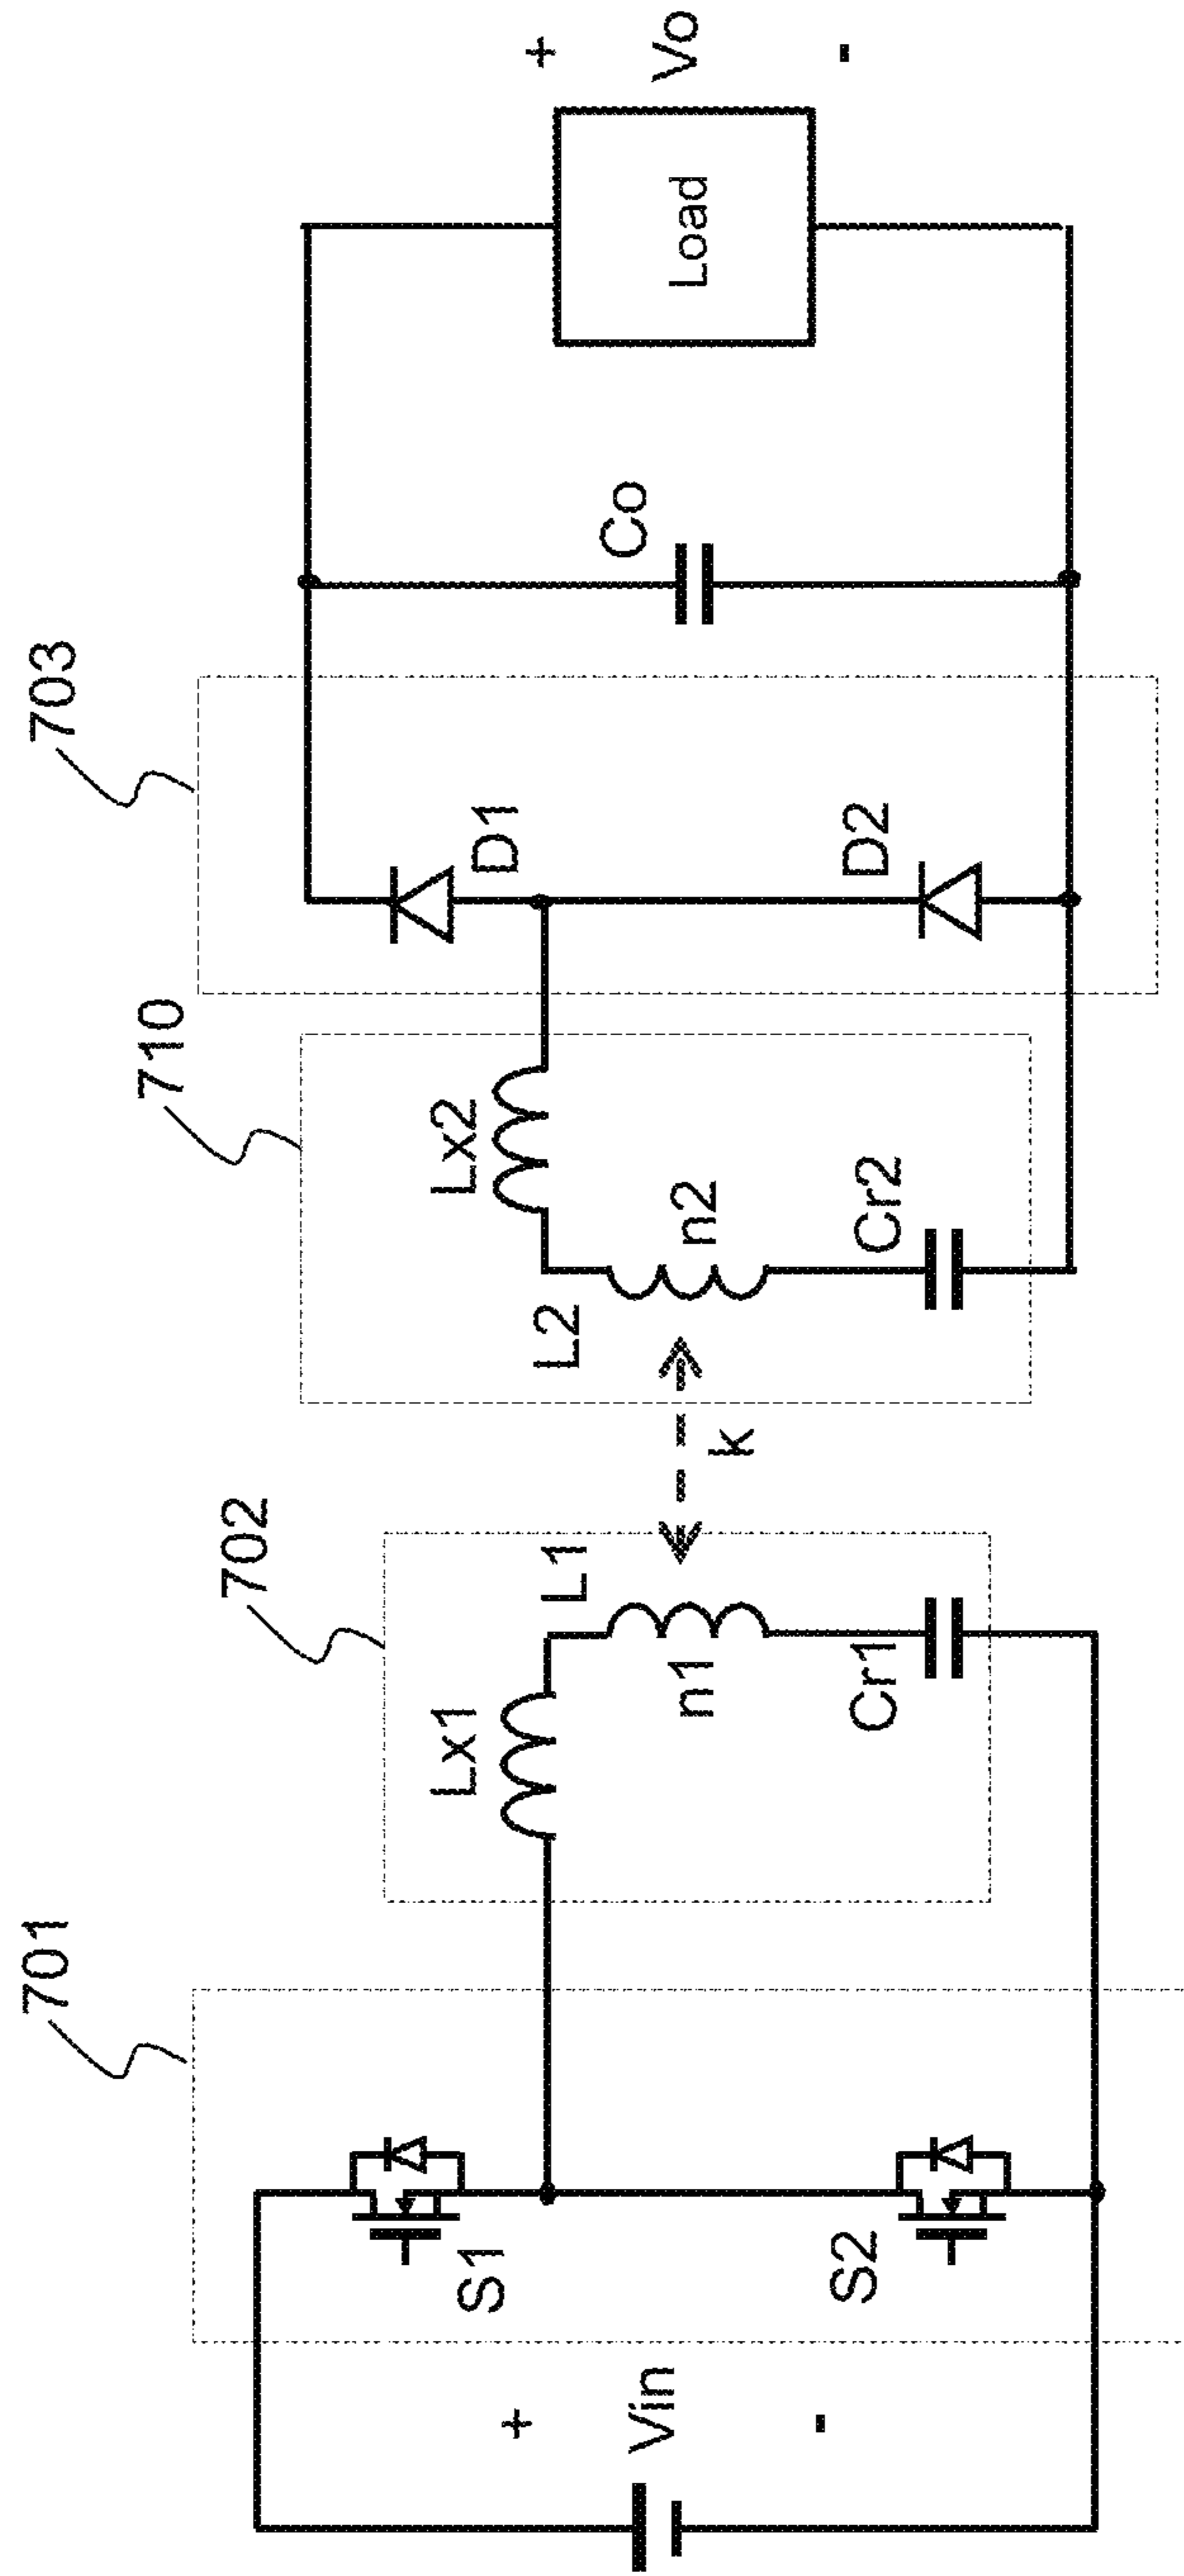 701
702
710
703
+
Vin
-
S1
S2
Lx1
L1
n1
Cr1
k
L2
Lx2
n2
Cr2
D1
D2
Co
Load
+
Vo
-